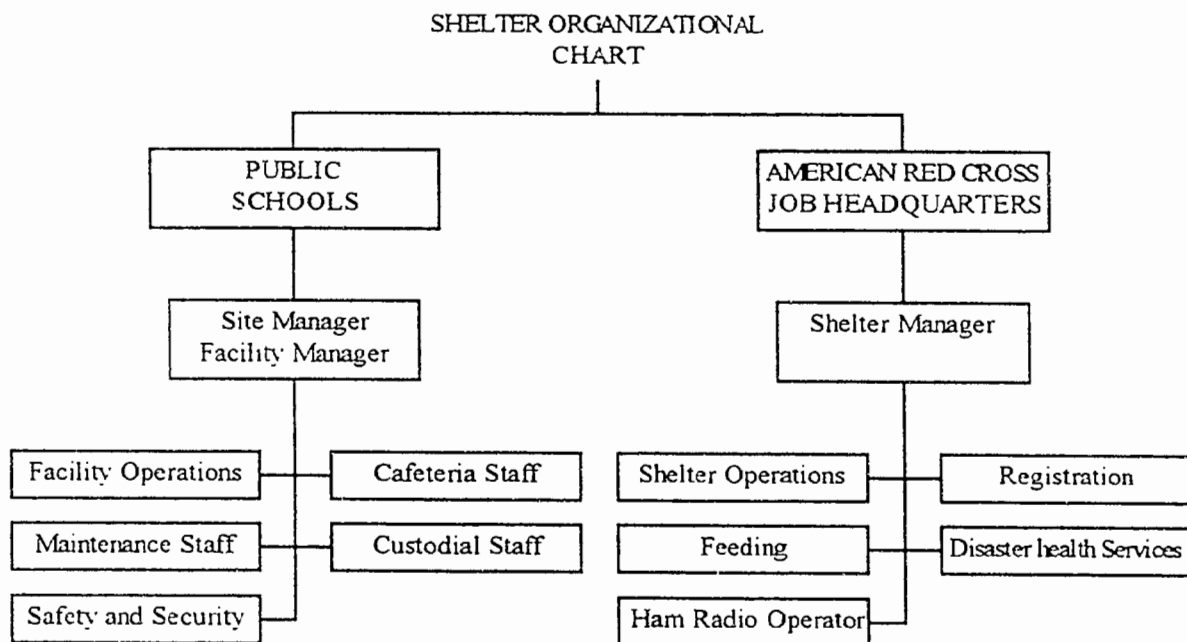 SHELTER ORGANIZATIONAL
CHART
PUBLIC
SCHOOLS
AMERICAN RED CROSS
JOB HEADQUARTERS
Site Manager
Facility Manager
Shelter Manager
Facility Operations
Cafeteria Staff
Shelter Operations
Registration
Maintenance Staff
Custodial Staff
Feeding
Disaster health Services
Safety and Security
Ham Radio Operator